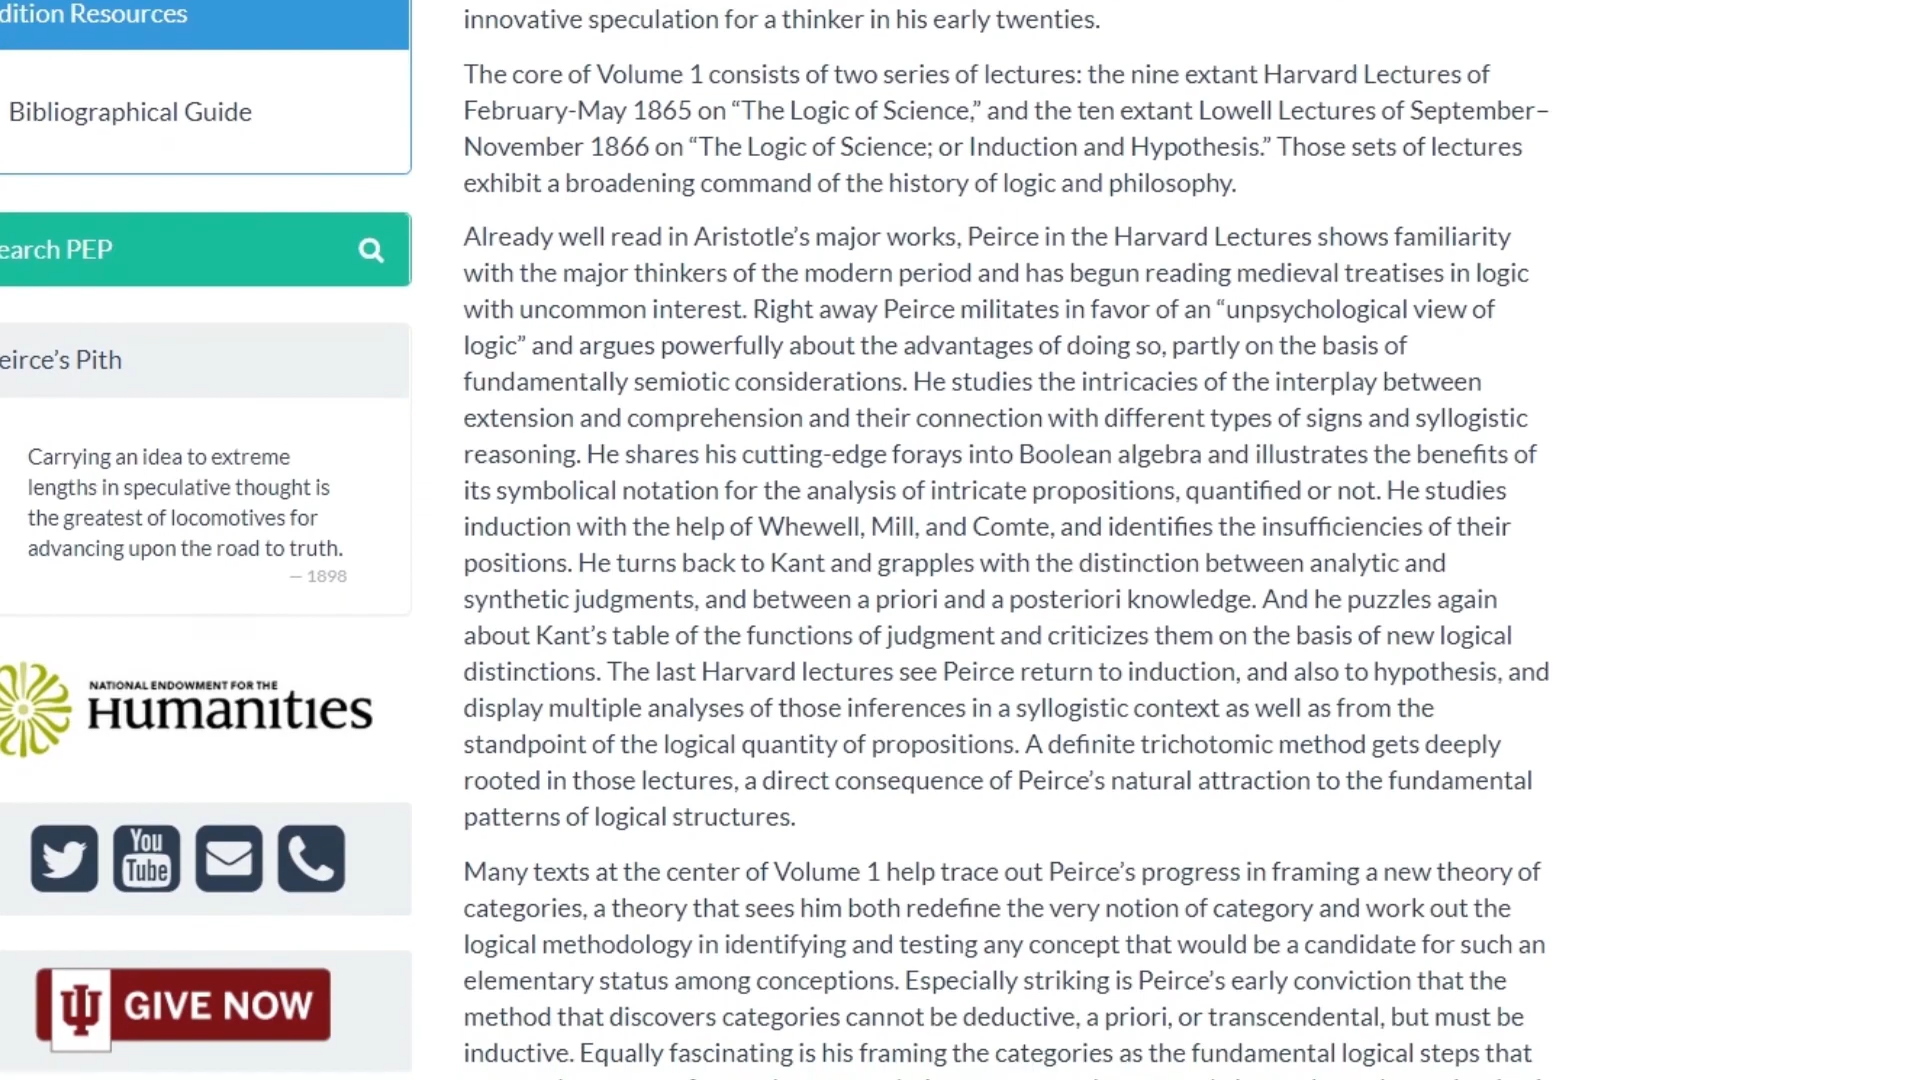 dition Resources
Bibliographical Guide
earch PEP
eirce’s Pith
Carrying an idea to extreme
lengths in speculative thought is
the greatest of locomotives for
advancing upon the road to truth.
— 1898
NATIONAL ENDOWMENT FOR THE
Humanities
You
Tube
GIVE NOW
innovative speculation for a thinker in his early twenties.
The core of Volume 1 consists of two series of lectures: the nine extant Harvard Lectures of
February-May 1865 on “The Logic of Science,” and the ten extant Lowell Lectures of September–
November 1866 on “The Logic of Science; or Induction and Hypothesis.” Those sets of lectures
exhibit a broadening command of the history of logic and philosophy.
Already well read in Aristotle’s major works, Peirce in the Harvard Lectures shows familiarity
with the major thinkers of the modern period and has begun reading medieval treatises in logic
with uncommon interest. Right away Peirce militates in favor of an “unpsychological view of
logic” and argues powerfully about the advantages of doing so, partly on the basis of
fundamentally semiotic considerations. He studies the intricacies of the interplay between
extension and comprehension and their connection with different types of signs and syllogistic
reasoning. He shares his cutting-edge forays into Boolean algebra and illustrates the benefits of
its symbolical notation for the analysis of intricate propositions, quantified or not. He studies
induction with the help of Whewell, Mill, and Comte, and identifies the insufficiencies of their
positions. He turns back to Kant and grapples with the distinction between analytic and
synthetic judgments, and between a priori and a posteriori knowledge. And he puzzles again
about Kant’s table of the functions of judgment and criticizes them on the basis of new logical
distinctions. The last Harvard lectures see Peirce return to induction, and also to hypothesis, and
display multiple analyses of those inferences in a syllogistic context as well as from the
standpoint of the logical quantity of propositions. A definite trichotomic method gets deeply
rooted in those lectures, a direct consequence of Peirce’s natural attraction to the fundamental
patterns of logical structures.
Many texts at the center of Volume 1 help trace out Peirce’s progress in framing a new theory of
categories, a theory that sees him both redefine the very notion of category and work out the
logical methodology in identifying and testing any concept that would be a candidate for such an
elementary status among conceptions. Especially striking is Peirce’s early conviction that the
method that discovers categories cannot be deductive, a priori, or transcendental, but must be
inductive. Equally fascinating is his framing the categories as the fundamental logical steps that